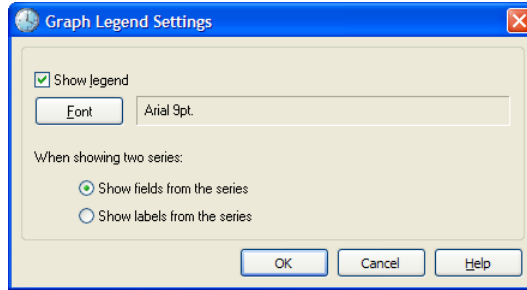 Graph Legend Settings
Show legend
Font Arial 9pt.
When showing two series:
Show fields from the series
Show labels from the series
OK Cancel Help